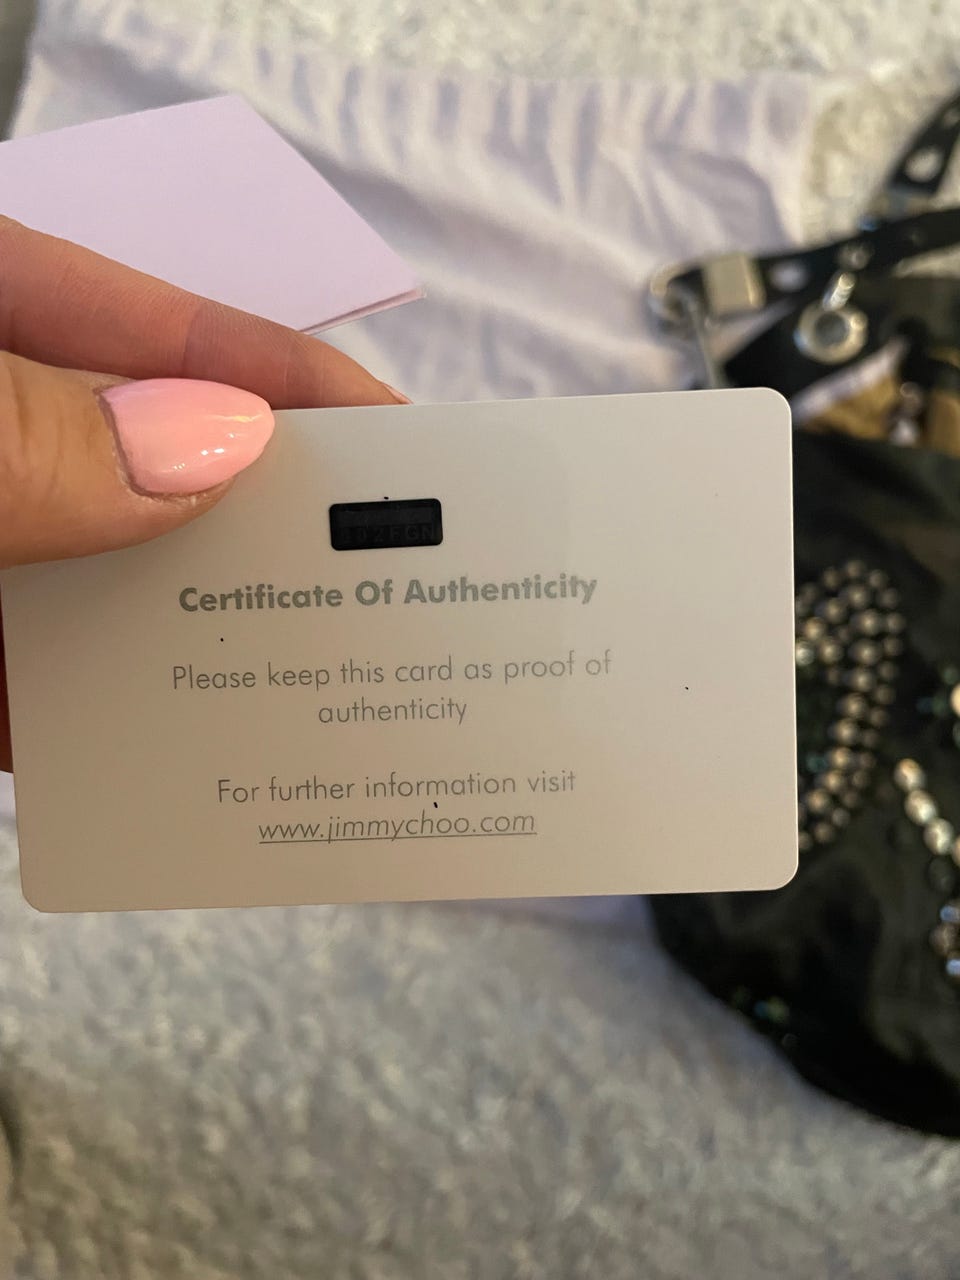 Certificate Of Authenticity
Please keep this card as proof of
authenticity
For further information visit
www.jimmychoo.com